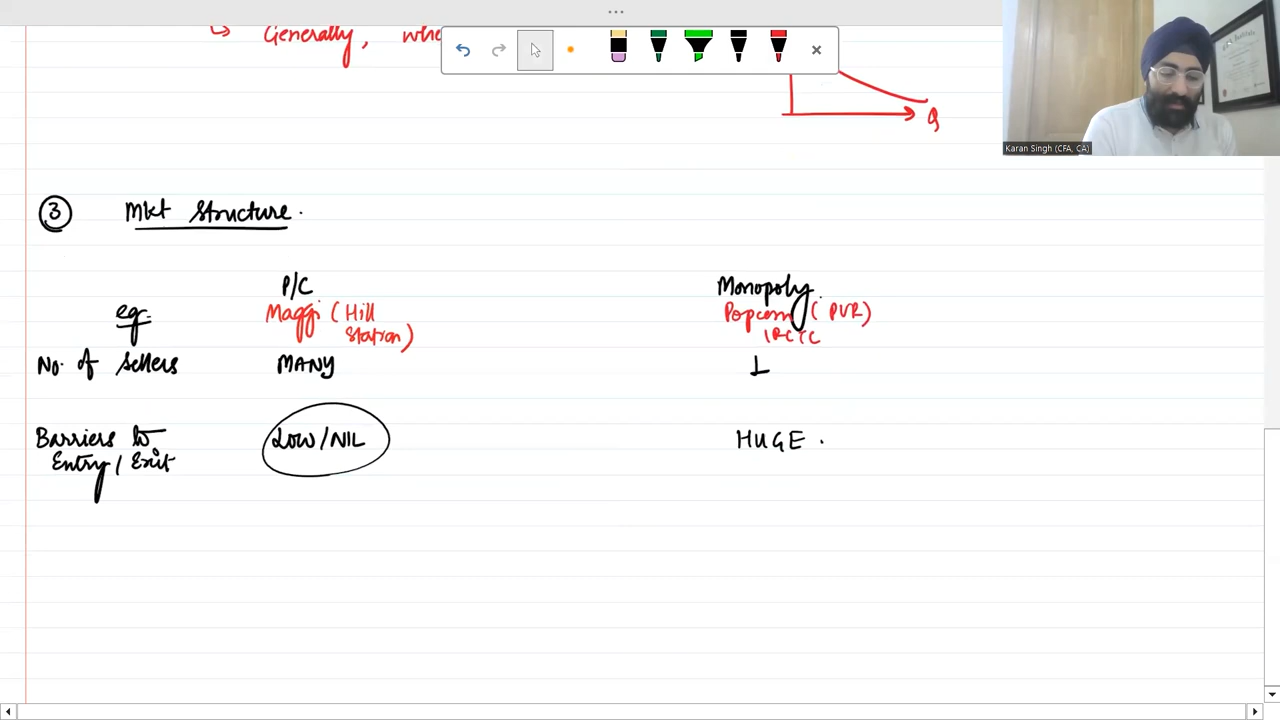 Generally, whe
Q
Karan Singh (CFA, CA)
3 Mkt Structure.
P/C Monopoly
eg. Maggi (Hill Station) Popcorn (PVR)
IRCTC
No. of Sellers MANY 1
Barriers to Entry/Exit Low/NIL HUGE.